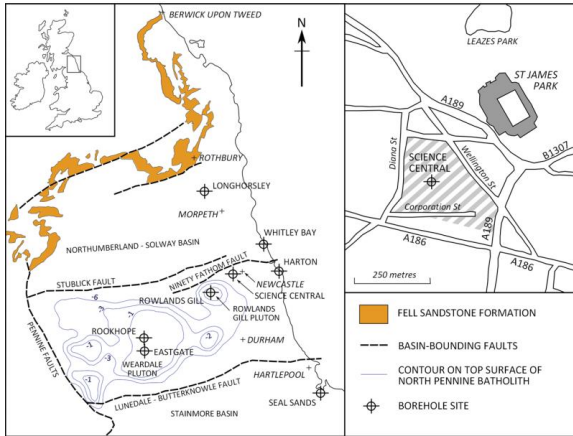 BERWICK UPON TWEED
N
ROTHBURY
LONGHORSLEY
MORPETH
NORTHUMBERLAND - SOLWAY BASIN
WHITLEY BAY
STUBLICK FAULT
NINETY FATHOM FAULT
HARTON
NEWCASTLE
SCIENCE CENTRAL
ROWLANDS GILL
ROWLANDS
GILL PLUTON
PENNINE FAULTS
ROOKHOPE
EASTGATE
WEARDALE
PLUTON
DURHAM
HARTLEPOOL
LUNEDALE - BUTTERKNOWLE FAULT
STAINMORE BASIN
SEAL SANDS
-3
-1
LEAZES PARK
ST JAMES
PARK
A189
B1307
Diana St
Wellington St
SCIENCE
CENTRAL
Corporation St
A189
A186
A186
250 metres
FELL SANDSTONE FORMATION
BASIN-BOUNDING FAULTS
CONTOUR ON TOP SURFACE OF
NORTH PENNINE BATHOLITH
BOREHOLE SITE